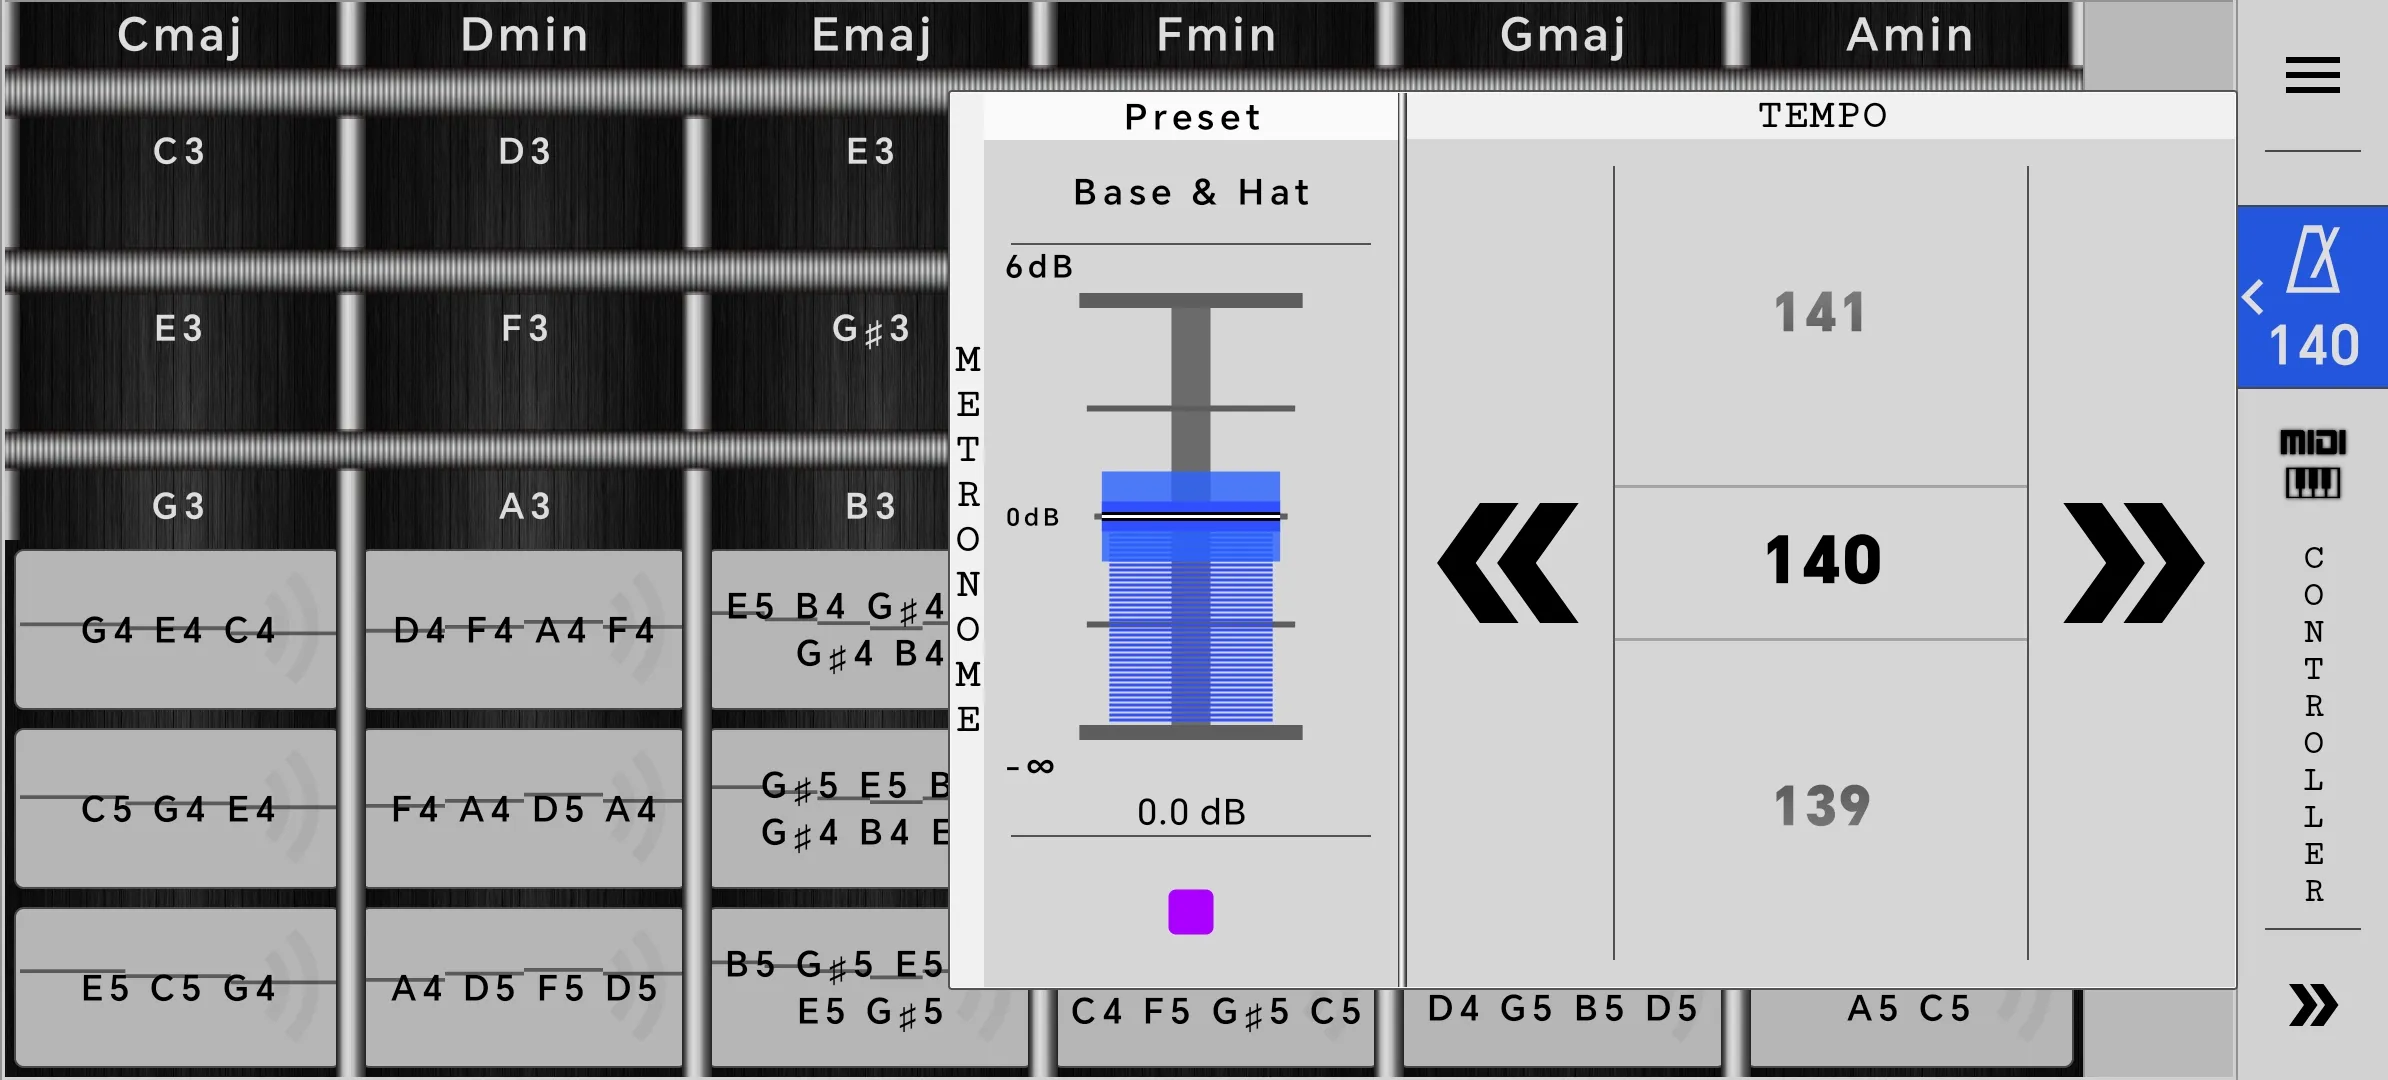 Cmaj Dmin Emaj Fmin Gmaj Amin
C3 D3 E3
E3 F3 G♯3
G3 A3 B3
G4 E4 C4
D4 F4 A4 F4
E5 B4 G♯4
G♯4 B4
C5 G4 E4
F4 A4 D5 A4
G♯5 E5 B
G♯4 B4 E
E5 C5 G4
A4 D5 F5 D5
B5 G♯5 E5
E5 G♯5
C4 F5 G♯5 C5
D4 G5 B5 D5
A5 C5
METRONOME
Preset
Base & Hat
6dB
0dB
-∞
0.0 dB
TEMPO
141
140
139
140
MIDI
CONTROLLER